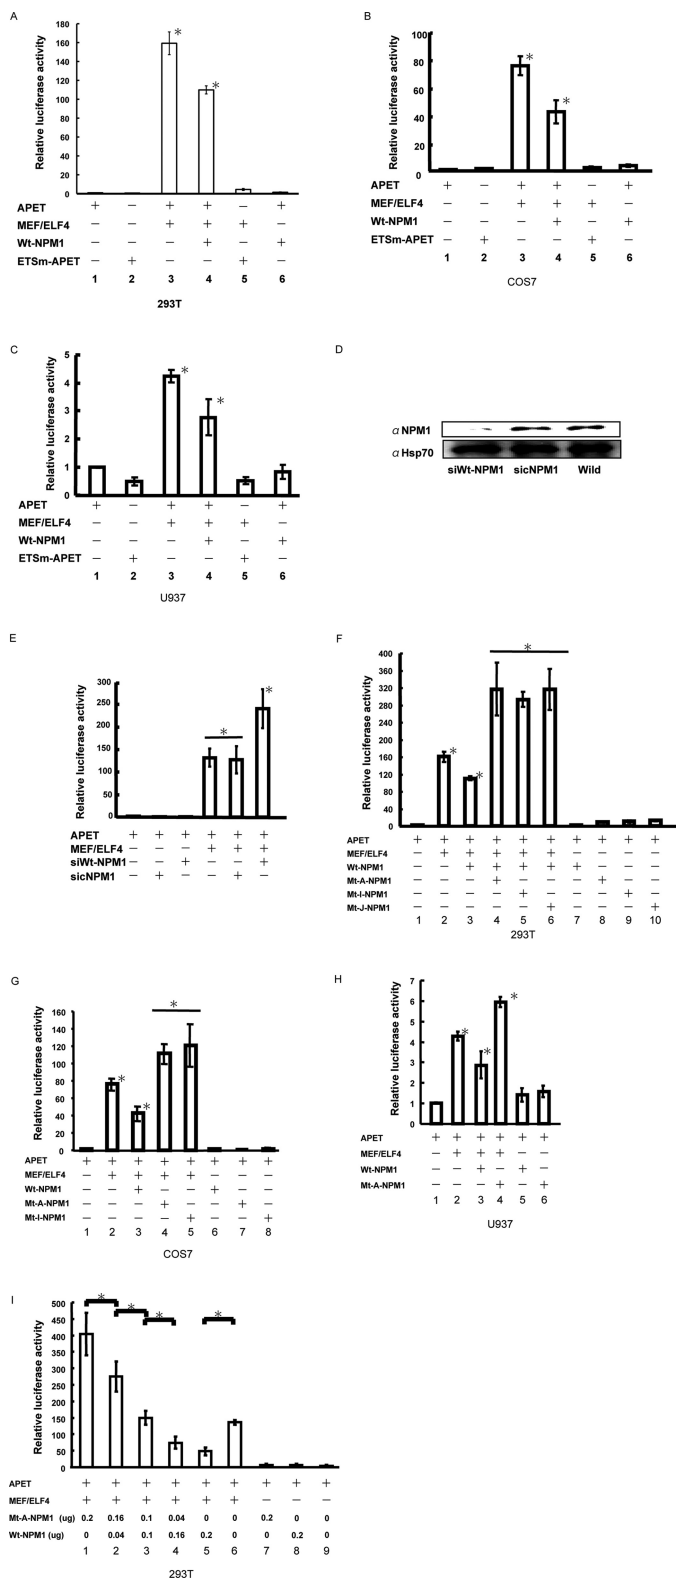 A
Relative luciferase activity
180
160
140
120
100
80
60
40
20
0
APET + − + + − +
MEF/ELF4 − − + + + −
Wt-NPM1 − − − + − +
ETSm-APET − + − − + −
1 2 3 4 5 6
293T
B
Relative luciferase activity
100
80
60
40
20
0
APET + − + + − +
MEF/ELF4 − − + + + −
Wt-NPM1 − − − + − +
ETSm-APET − + − − + −
1 2 3 4 5 6
COS7
C
Relative luciferase activity
5
4
3
2
1
0
APET + − + + − +
MEF/ELF4 − − + + + −
Wt-NPM1 − − − + − +
ETSm-APET − + − − + −
1 2 3 4 5 6
U937
D
α NPM1
α Hsp70
siWt-NPM1 sicNPM1 Wild
E
Relative luciferase activity
300
250
200
150
100
50
0
APET + + + + + +
MEF/ELF4 − − − + + +
siWt-NPM1 − − + − − +
sicNPM1 − + − − + −
F
Relative luciferase activity
400
360
320
280
240
200
160
120
80
40
0
APET + + + + + + + + + +
MEF/ELF4 − + + + + + − − − −
Wt-NPM1 − − + + + + + − − −
Mt-A-NPM1 − − − + − − − + − −
Mt-I-NPM1 − − − − + − − − + −
Mt-J-NPM1 − − − − − + − − − +
1 2 3 4 5 6 7 8 9 10
293T
G
Relative luciferase activity
160
140
120
100
80
60
40
20
0
APET + + + + + + + +
MEF/ELF4 − + + + + − − −
Wt-NPM1 − − + − − + − −
Mt-A-NPM1 − − − + − − + −
Mt-I-NPM1 − − − − + − − +
1 2 3 4 5 6 7 8
COS7
H
Relative luciferase activity
7
6
5
4
3
2
1
0
APET + + + + + +
MEF/ELF4 − + + + − −
Wt-NPM1 − − + − + −
Mt-A-NPM1 − − − + − +
1 2 3 4 5 6
U937
I
Relative luciferase activity
500
450
400
350
300
250
200
150
100
50
0
APET + + + + + + + + +
MEF/ELF4 + + + + + + − − −
Mt-A-NPM1 (ug) 0.2 0.16 0.1 0.04 0 0 0.2 0 0
Wt-NPM1 (ug) 0 0.04 0.1 0.16 0.2 0 0 0.2 0
1 2 3 4 5 6 7 8 9
293T